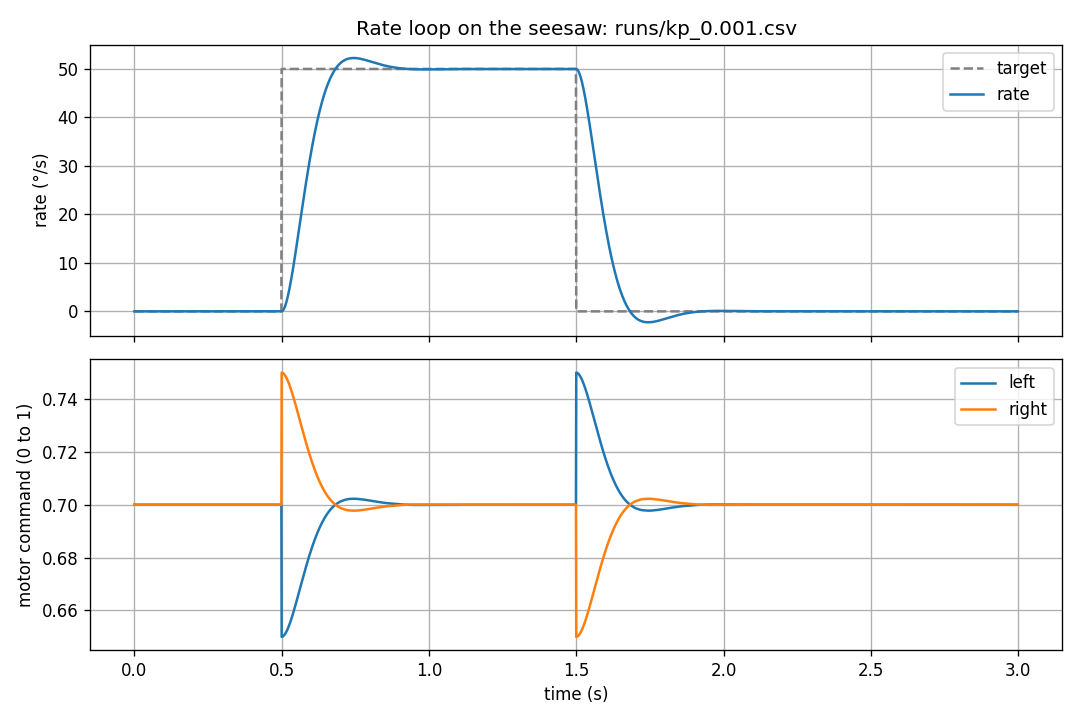 Rate loop on the seesaw: runs/kp_0.001.csv
rate (°/s)
50
40
30
20
10
0
target
rate
motor command (0 to 1)
0.74
0.72
0.70
0.68
0.66
left
right
0.0 0.5 1.0 1.5 2.0 2.5 3.0
time (s)